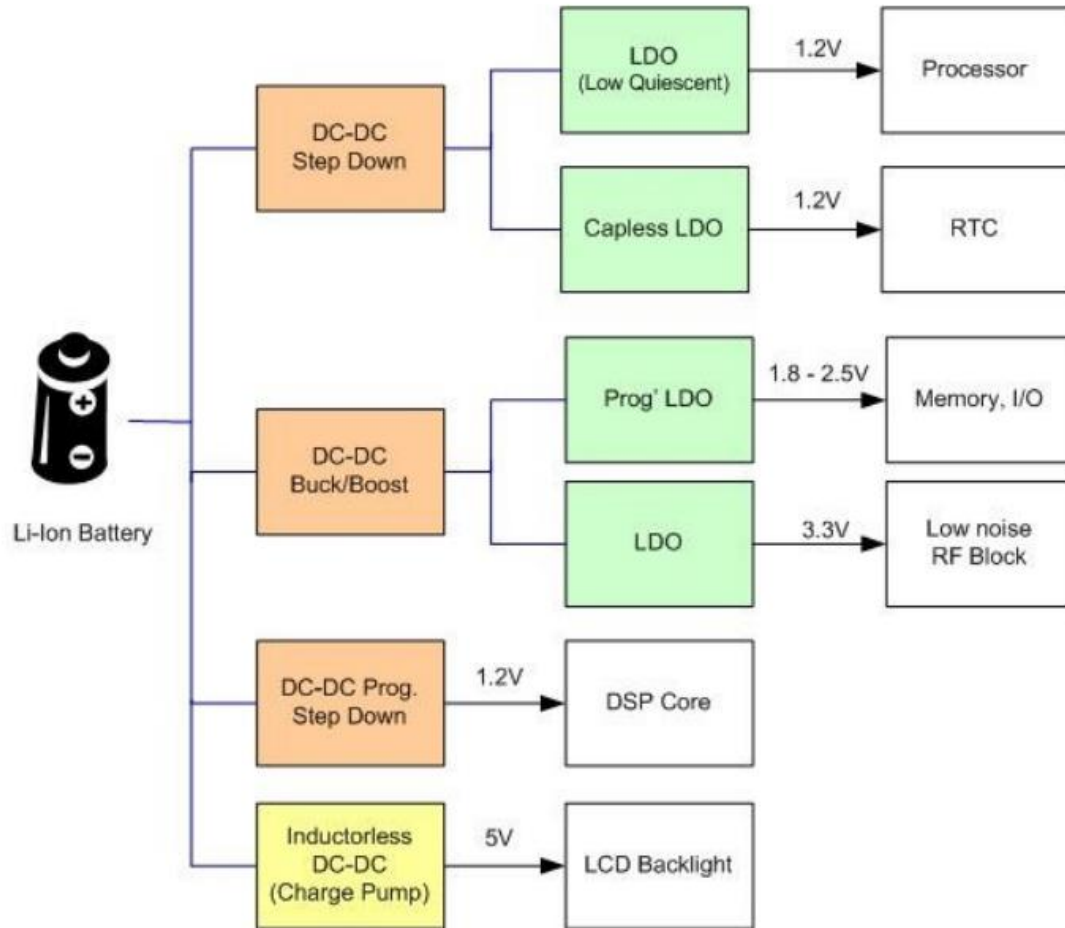 LDO
(Low Quiescent)
1.2V
Processor
DC-DC
Step Down
Capless LDO
1.2V
RTC
Li-Ion Battery
Prog' LDO
1.8 - 2.5V
Memory, I/O
DC-DC
Buck/Boost
LDO
3.3V
Low noise
RF Block
DC-DC Prog.
Step Down
1.2V
DSP Core
Inductorless
DC-DC
(Charge Pump)
5V
LCD Backlight